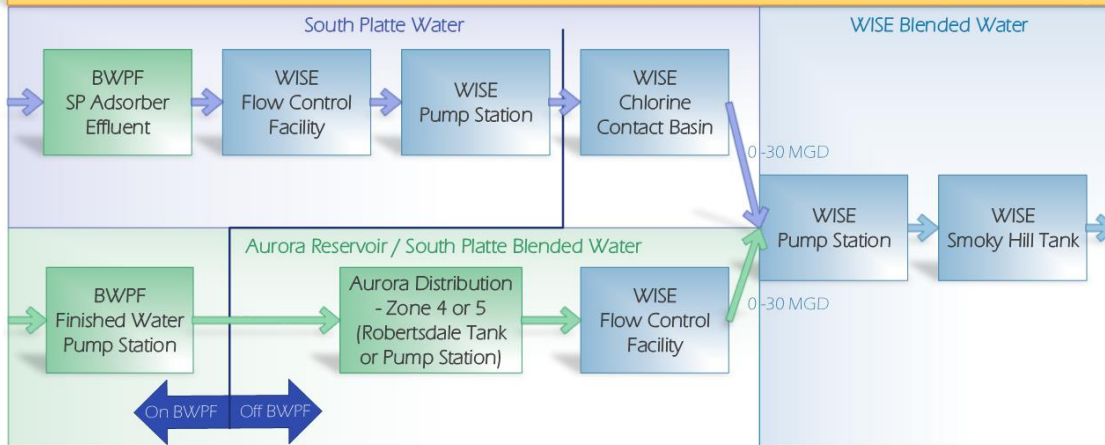 South Platte Water
WISE Blended Water
BWPF
SP Adsorber
Effluent
WISE
Flow Control
Facility
WISE
Pump Station
WISE
Chlorine
Contact Basin
0-30 MGD
WISE
Pump Station
WISE
Smoky Hill Tank
Aurora Reservoir / South Platte Blended Water
BWPF
Finished Water
Pump Station
Aurora Distribution
- Zone 4 or 5
(Robertsdale Tank
or Pump Station)
WISE
Flow Control
Facility
0-30 MGD
On BWPF
Off BWPF